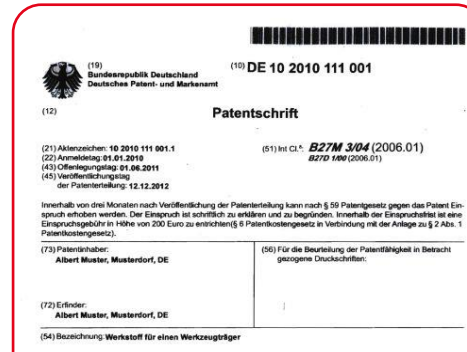 (19)
Bundesrepublik Deutschland
Deutsches Patent- und Markenamt
(10) DE 10 2010 111 001
(12)
Patentschrift
(21) Aktenzeichen: 10 2010 111 001.1
(22) Anmeldetag: 01.01.2010
(43) Offenlegungstag: 01.06.2011
(45) Veröffentlichungstag
der Patenterteilung: 12.12.2012
(51) Int Cl.⁸: B27M 3/04 (2006.01)
B27D 1/00 (2006.01)
Innerhalb von drei Monaten nach Veröffentlichung der Patenterteilung kann nach § 59 Patentgesetz gegen das Patent Ein-
spruch erhoben werden. Der Einspruch ist schriftlich zu erklären und zu begründen. Innerhalb der Einspruchsfrist ist eine
Einspruchsgebühr in Höhe von 200 Euro zu entrichten(§ 6 Patentkostengesetz in Verbindung mit der Anlage zu § 2 Abs. 1
Patentkostengesetz).
(73) Patentinhaber:
Albert Muster, Musterdorf, DE
(56) Für die Beurteilung der Patentfähigkeit in Betracht
gezogene Druckschriften:
(72) Erfinder:
Albert Muster, Musterdorf, DE
(54) Bezeichnung: Werkstoff für einen Werkzeugträger